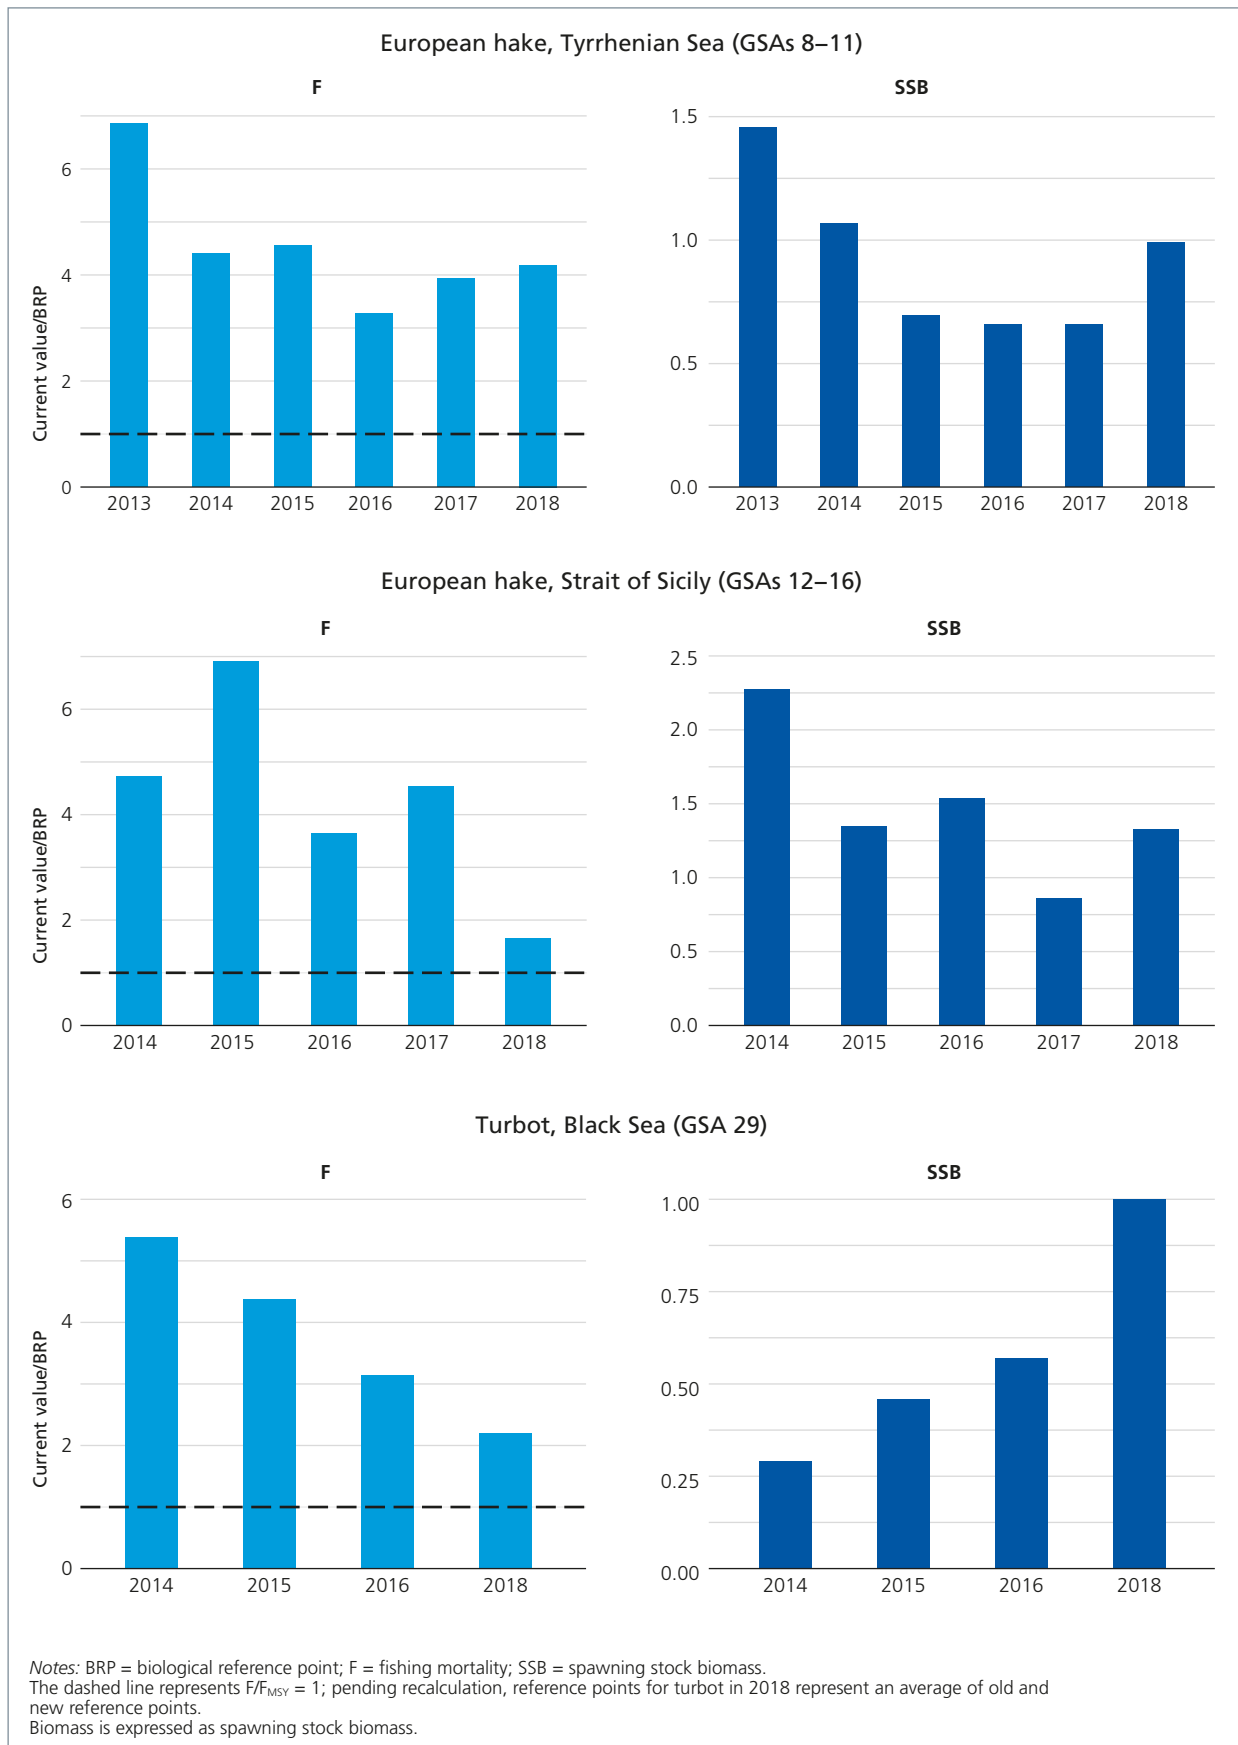 European hake, Tyrrhenian Sea (GSAs 8–11)
F
SSB
Current value/BRP
6
4
2
0
2013 2014 2015 2016 2017 2018
1.5
1.0
0.5
0.0
2013 2014 2015 2016 2017 2018
European hake, Strait of Sicily (GSAs 12–16)
F
SSB
Current value/BRP
6
4
2
0
2014 2015 2016 2017 2018
2.5
2.0
1.5
1.0
0.5
0.0
2014 2015 2016 2017 2018
Turbot, Black Sea (GSA 29)
F
SSB
Current value/BRP
6
4
2
0
2014 2015 2016 2018
1.00
0.75
0.50
0.25
0.00
2014 2015 2016 2018
Notes: BRP = biological reference point; F = fishing mortality; SSB = spawning stock biomass.
The dashed line represents F/FMSY = 1; pending recalculation, reference points for turbot in 2018 represent an average of old and
new reference points.
Biomass is expressed as spawning stock biomass.